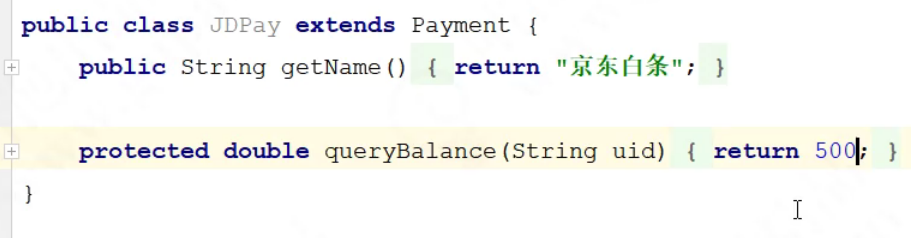 public class JDPay extends Payment {
public String getName() { return "京东白条"; }
protected double queryBalance(String uid) { return 500; }
}